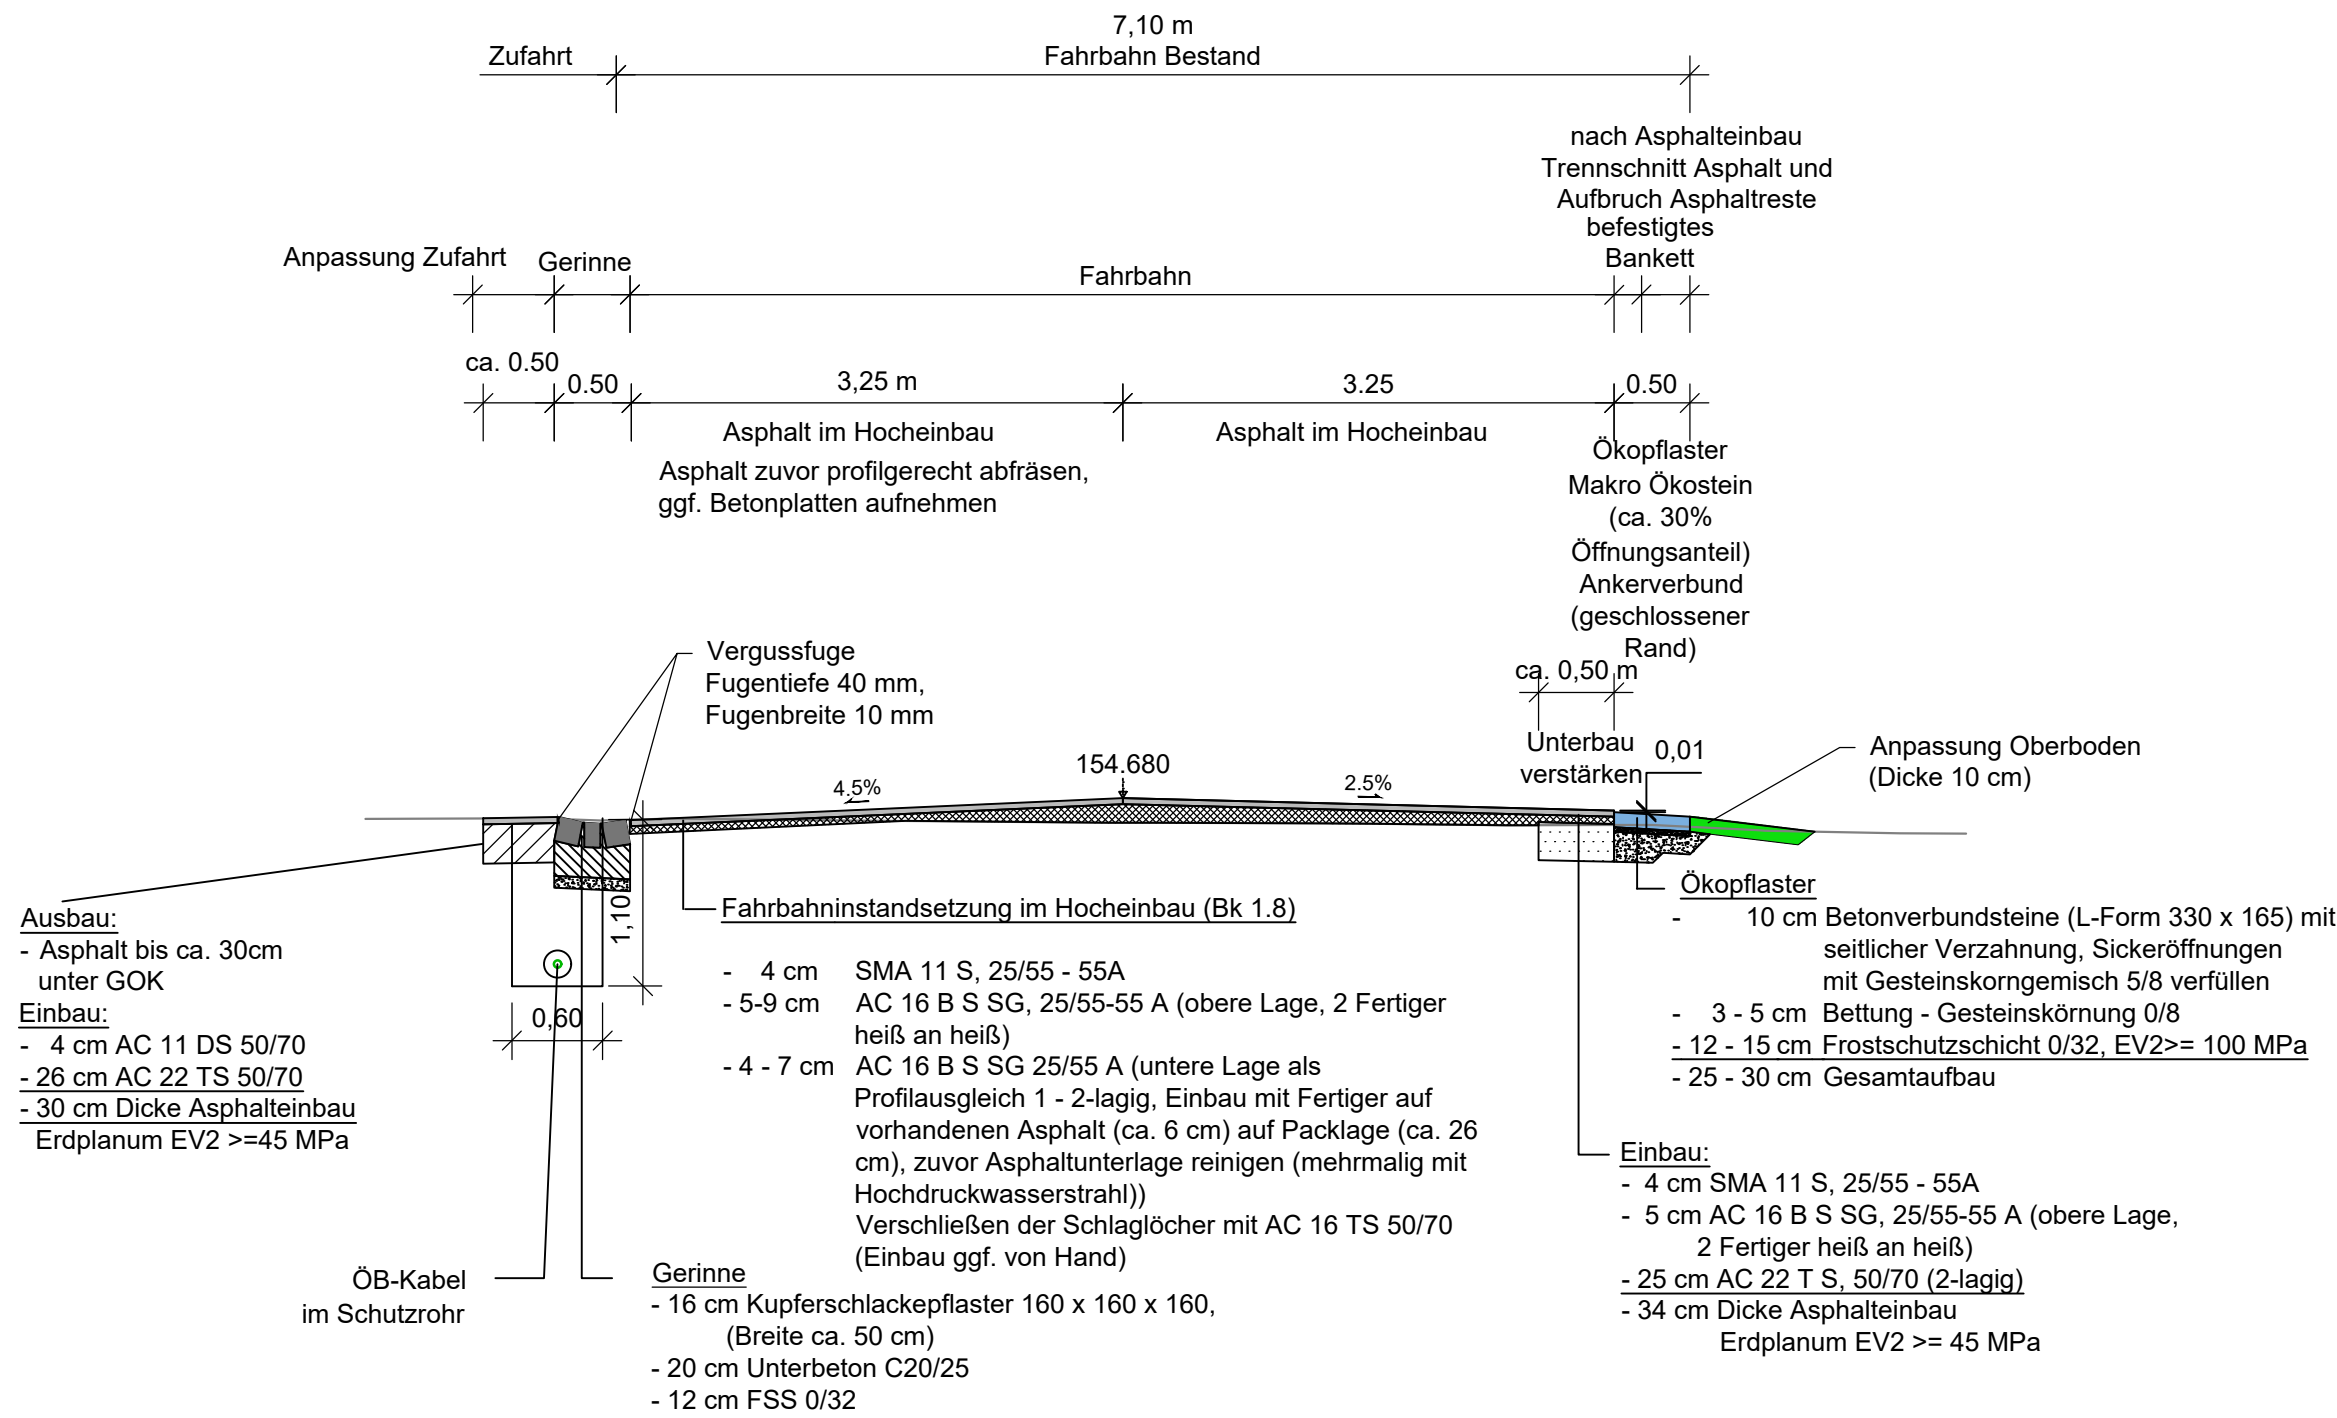 7,10 m
Zufahrt
Fahrbahn Bestand
nach Asphalteinbau
Trennschnitt Asphalt und
Aufbruch Asphaltreste
befestigtes
Bankett
Anpassung Zufahrt
Gerinne
Fahrbahn
ca. 0.50
0.50
3,25 m
3.25
0.50
Asphalt im Hocheinbau
Asphalt im Hocheinbau
Asphalt zuvor profilgerecht abfräsen,
ggf. Betonplatten aufnehmen
Ökopflaster
Makro Ökostein
(ca. 30%
Öffnungsanteil)
Ankerverbund
(geschlossener
Rand)
Vergussfuge
Fugentiefe 40 mm,
Fugenbreite 10 mm
ca. 0,50 m
Unterbau
verstärken
0,01
Anpassung Oberboden
(Dicke 10 cm)
154.680
4.5%
2.5%
1,10
0,60
Ausbau:
- Asphalt bis ca. 30cm
unter GOK
Einbau:
- 4 cm AC 11 DS 50/70
- 26 cm AC 22 TS 50/70
- 30 cm Dicke Asphalteinbau
Erdplanum EV2 >=45 MPa
ÖB-Kabel
im Schutzrohr
Fahrbahninstandsetzung im Hocheinbau (Bk 1.8)
- 4 cm SMA 11 S, 25/55 - 55A
- 5-9 cm AC 16 B S SG, 25/55-55 A (obere Lage, 2 Fertiger
heiß an heiß)
- 4 - 7 cm AC 16 B S SG 25/55 A (untere Lage als
Profilausgleich 1 - 2-lagig, Einbau mit Fertiger auf
vorhandenen Asphalt (ca. 6 cm) auf Packlage (ca. 26
cm), zuvor Asphaltunterlage reinigen (mehrmalig mit
Hochdruckwasserstrahl))
Verschließen der Schlaglöcher mit AC 16 TS 50/70
(Einbau ggf. von Hand)
Gerinne
- 16 cm Kupferschlackepflaster 160 x 160 x 160,
(Breite ca. 50 cm)
- 20 cm Unterbeton C20/25
- 12 cm FSS 0/32
Ökopflaster
- 10 cm Betonverbundsteine (L-Form 330 x 165) mit
seitlicher Verzahnung, Sickeröffnungen
mit Gesteinskorngemisch 5/8 verfüllen
- 3 - 5 cm Bettung - Gesteinskörnung 0/8
- 12 - 15 cm Frostschutzschicht 0/32, EV2>= 100 MPa
- 25 - 30 cm Gesamtaufbau
Einbau:
- 4 cm SMA 11 S, 25/55 - 55A
- 5 cm AC 16 B S SG, 25/55-55 A (obere Lage,
2 Fertiger heiß an heiß)
- 25 cm AC 22 T S, 50/70 (2-lagig)
- 34 cm Dicke Asphalteinbau
Erdplanum EV2 >= 45 MPa